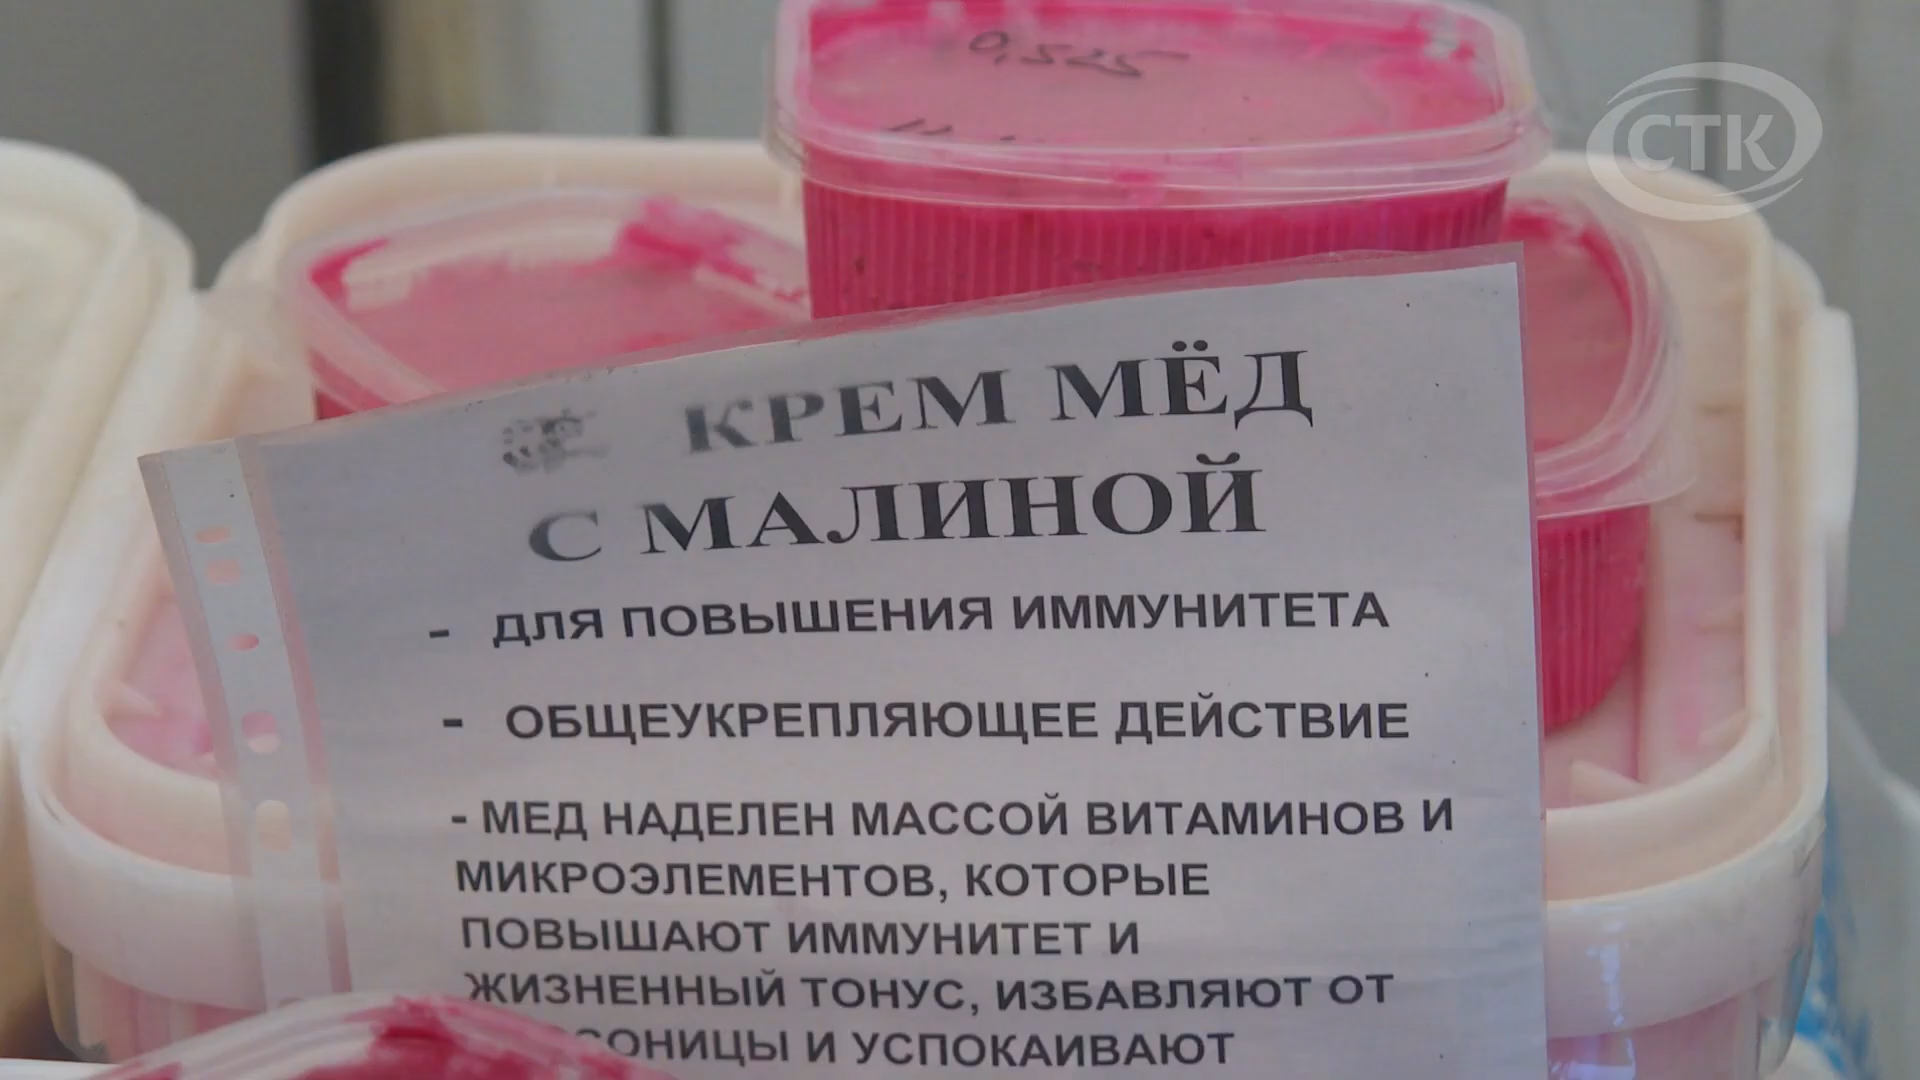 0,525
СТК
КРЕМ МЁД
С МАЛИНОЙ
- ДЛЯ ПОВЫШЕНИЯ ИММУНИТЕТА
- ОБЩЕУКРЕПЛЯЮЩЕЕ ДЕЙСТВИЕ
- МЕД НАДЕЛЕН МАССОЙ ВИТАМИНОВ И
МИКРОЭЛЕМЕНТОВ, КОТОРЫЕ
ПОВЫШАЮТ ИММУНИТЕТ И
ЖИЗНЕННЫЙ ТОНУС, ИЗБАВЛЯЮТ ОТ
И УСПОКАИВАЮТ